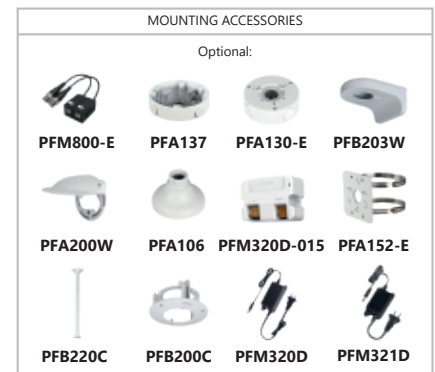 MOUNTING ACCESSORIES
Optional:
PFM800-E PFA137 PFA130-E PFB203W
PFA200W PFA106 PFM320D-015 PFA152-E
PFB220C PFB200C PFM320D PFM321D